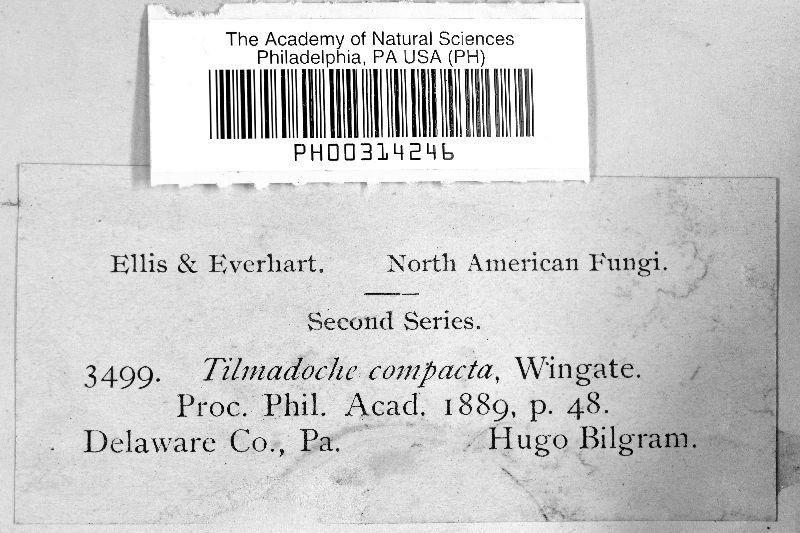 The Academy of Natural Sciences
Philadelphia, PA USA (PH)
PH00314246
Ellis & Everhart. North American Fungi.
Second Series.
3499. Tilmadoche compacta, Wingate.
Proc. Phil. Acad. 1889, p. 48.
Delaware Co., Pa. Hugo Bilgram.